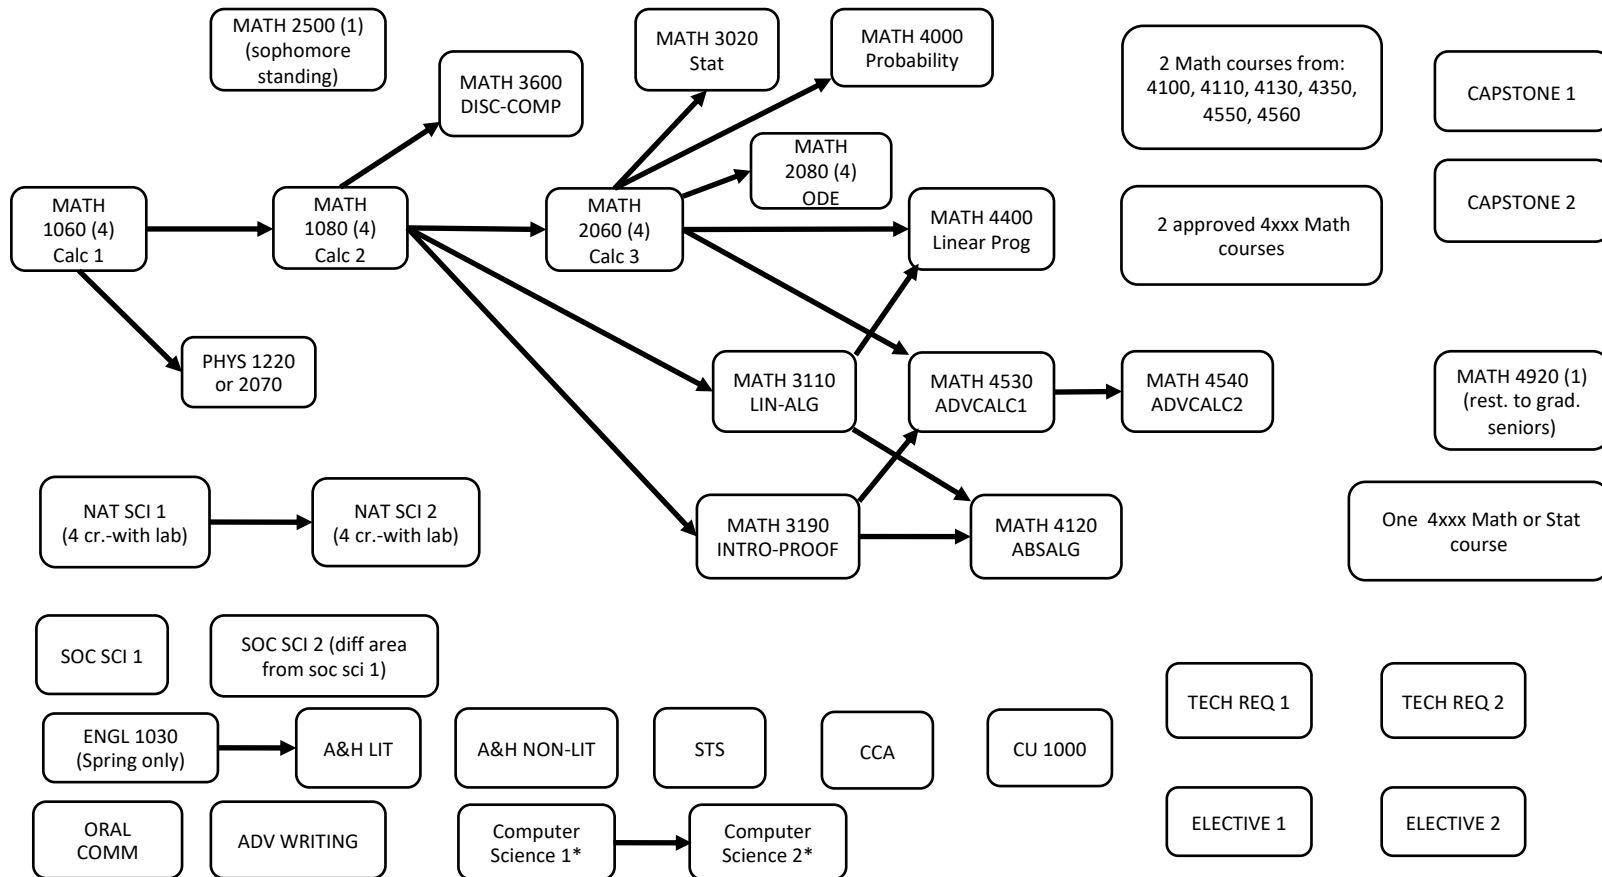 MATH 2500 (1)
(sophomore
standing)
MATH 3600
DISC-COMP
MATH 3020
Stat
MATH 4000
Probability
2 Math courses from:
4100, 4110, 4130, 4350,
4550, 4560
CAPSTONE 1
MATH
1060 (4)
Calc 1
MATH
1080 (4)
Calc 2
MATH
2060 (4)
Calc 3
MATH
2080 (4)
ODE
MATH 4400
Linear Prog
2 approved 4xxx Math
courses
CAPSTONE 2
PHYS 1220
or 2070
MATH 3110
LIN-ALG
MATH 4530
ADVCALC1
MATH 4540
ADVCALC2
MATH 4920 (1)
(rest. to grad.
seniors)
NAT SCI 1
(4 cr.-with lab)
NAT SCI 2
(4 cr.-with lab)
MATH 3190
INTRO-PROOF
MATH 4120
ABSALG
One 4xxx Math or Stat
course
SOC SCI 1
SOC SCI 2 (diff area
from soc sci 1)
ENGL 1030
(Spring only)
A&H LIT
A&H NON-LIT
STS
CCA
CU 1000
TECH REQ 1
TECH REQ 2
ORAL
COMM
ADV WRITING
Computer
Science 1*
Computer
Science 2*
ELECTIVE 1
ELECTIVE 2